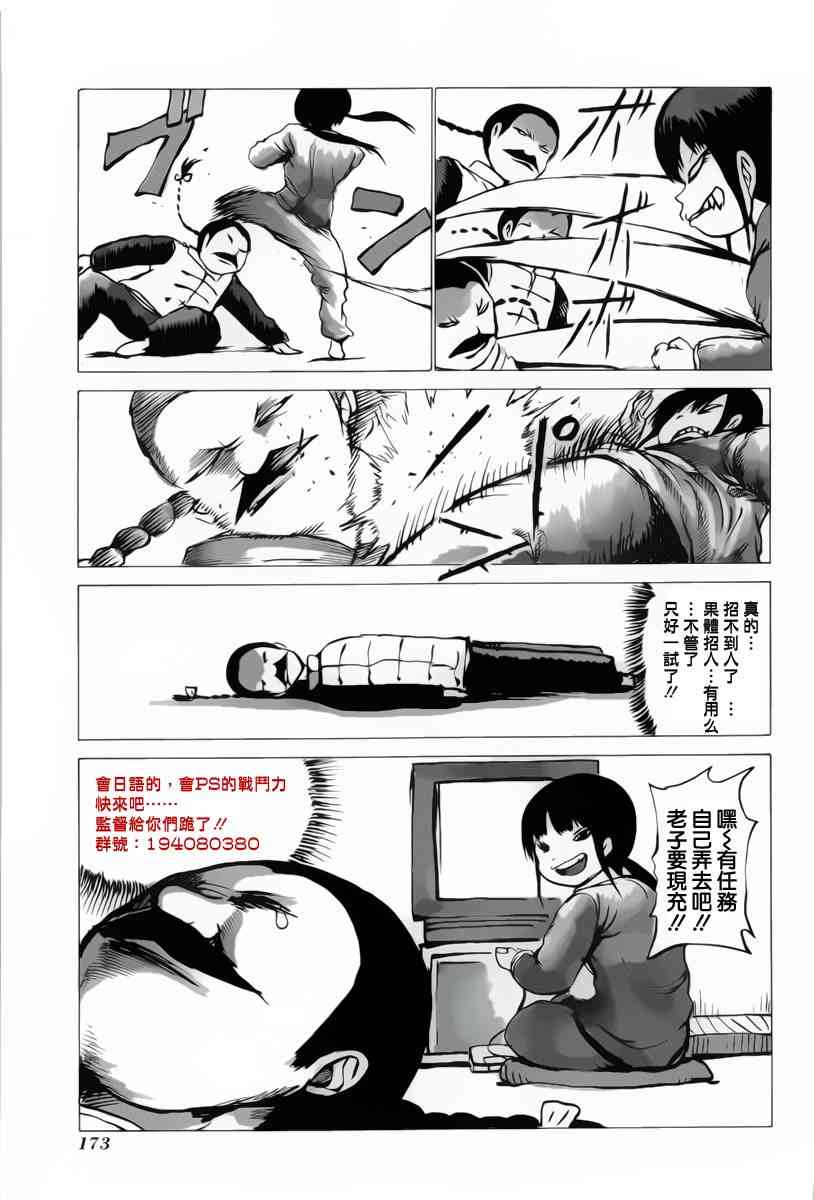 ボ
ボ
ボ
ガ
ドゴ
真的…
招不到人了…
果體招人…有用么
…不管了
只好一試了!!
嘿~有任務
自己弄去吧!!
老子要現充!!
會日語的，會PS的戰鬥力
快來吧……
監督給你們跪了!!
群號：194080380
173